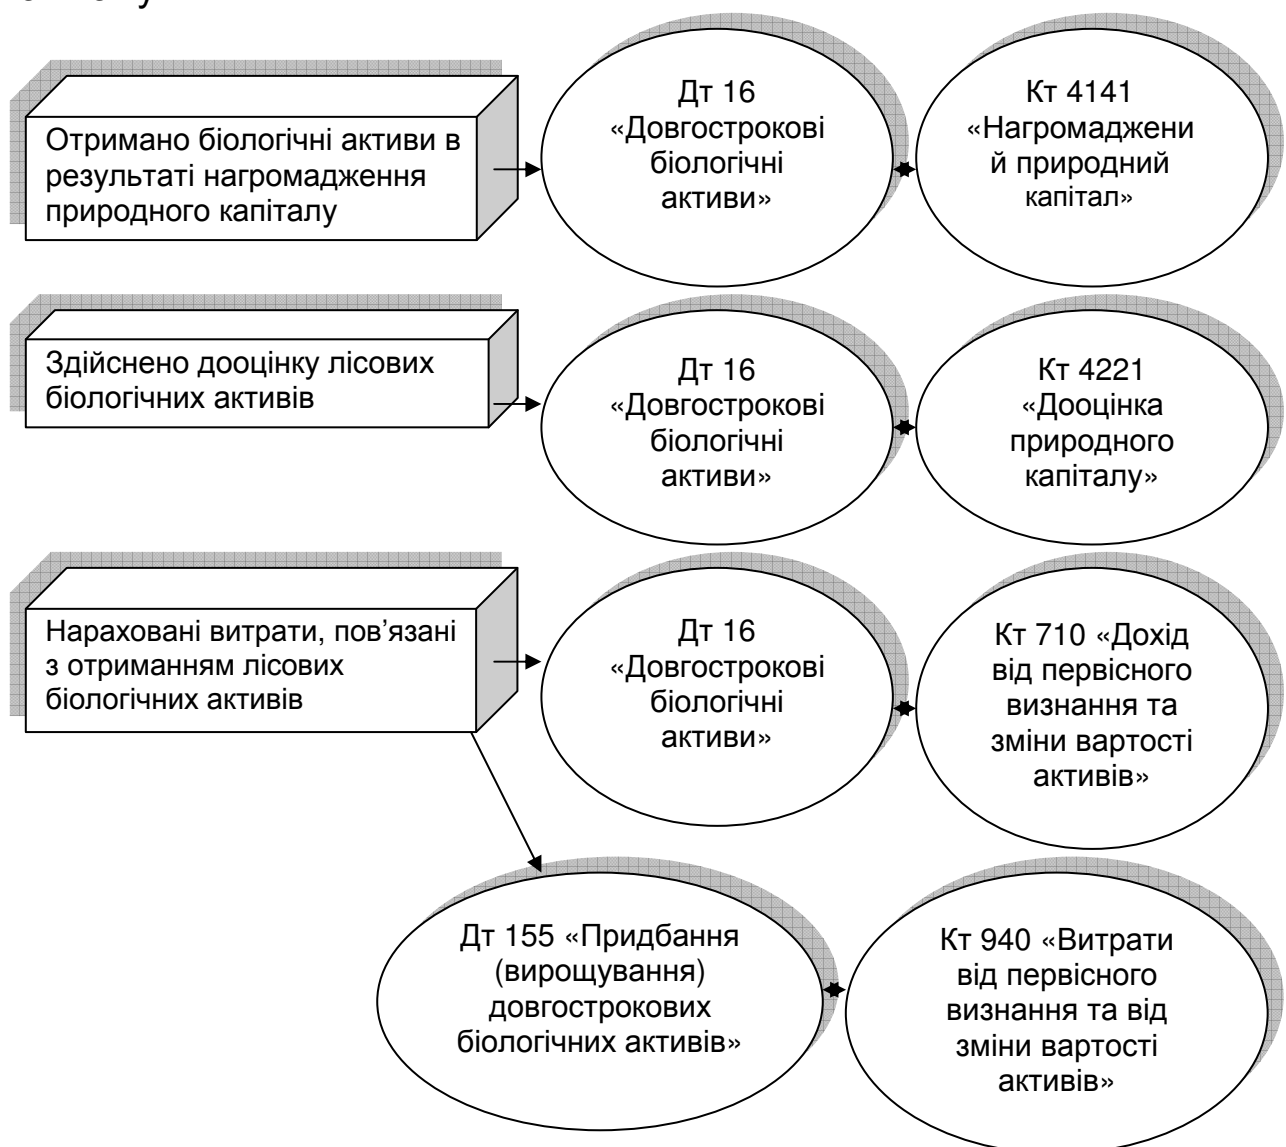 Отримано біологічні активи в
результаті нагромадження
природного капіталу
Дт 16
«Довгострокові
біологічні
активи»
Кт 4141
«Нагромаджени
й природний
капітал»
Здійснено дооцінку лісових
біологічних активів
Дт 16
«Довгострокові
біологічні
активи»
Кт 4221
«Дооцінка
природного
капіталу»
Нараховані витрати, пов’язані
з отриманням лісових
біологічних активів
Дт 16
«Довгострокові
біологічні
активи»
Кт 710 «Дохід
від первісного
визнання та
зміни вартості
активів»
Дт 155 «Придбання
(вирощування)
довгострокових
біологічних активів»
Кт 940 «Витрати
від первісного
визнання та від
зміни вартості
активів»